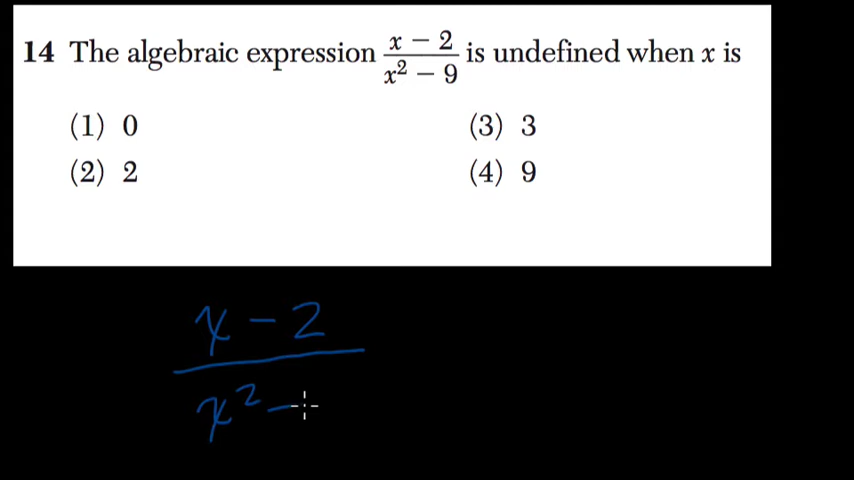 14 The algebraic expression \frac{x - 2}{x² - 9} is undefined when x is
(1) 0 (3) 3
(2) 2 (4) 9
x - 2
x² -